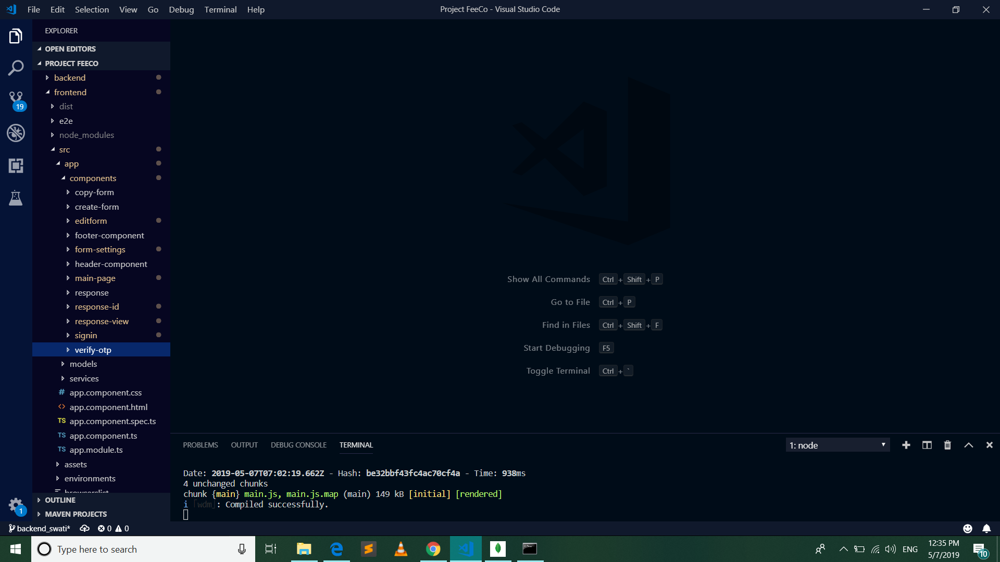 File Edit Selection View Go Debug Terminal Help
Project FeeCo - Visual Studio Code
EXPLORER
OPEN EDITORS
PROJECT FEECO
backend
frontend
dist
e2e
node_modules
src
app
components
copy-form
create-form
editform
footer-component
form-settings
header-component
main-page
response
response-id
response-view
signin
verify-otp
models
services
# app.component.css
<> app.component.html
TS app.component.spec.ts
TS app.component.ts
TS app.module.ts
assets
environments
browserslist
OUTLINE
MAVEN PROJECTS
19
1
Show All Commands Ctrl + Shift + P
Go to File Ctrl + P
Find in Files Ctrl + Shift + F
Start Debugging F5
Toggle Terminal Ctrl + `
PROBLEMS OUTPUT DEBUG CONSOLE TERMINAL
1: node
Date: 2019-05-07T07:02:19.662Z - Hash: be32bbf43fc4ac70cf4a - Time: 938ms
4 unchanged chunks
chunk {main} main.js, main.js.map (main) 149 kB [initial] [rendered]
i ｢wdm｣: Compiled successfully.
backend_swati* 0 0
Type here to search
ENG
12:35 PM
5/7/2019
10